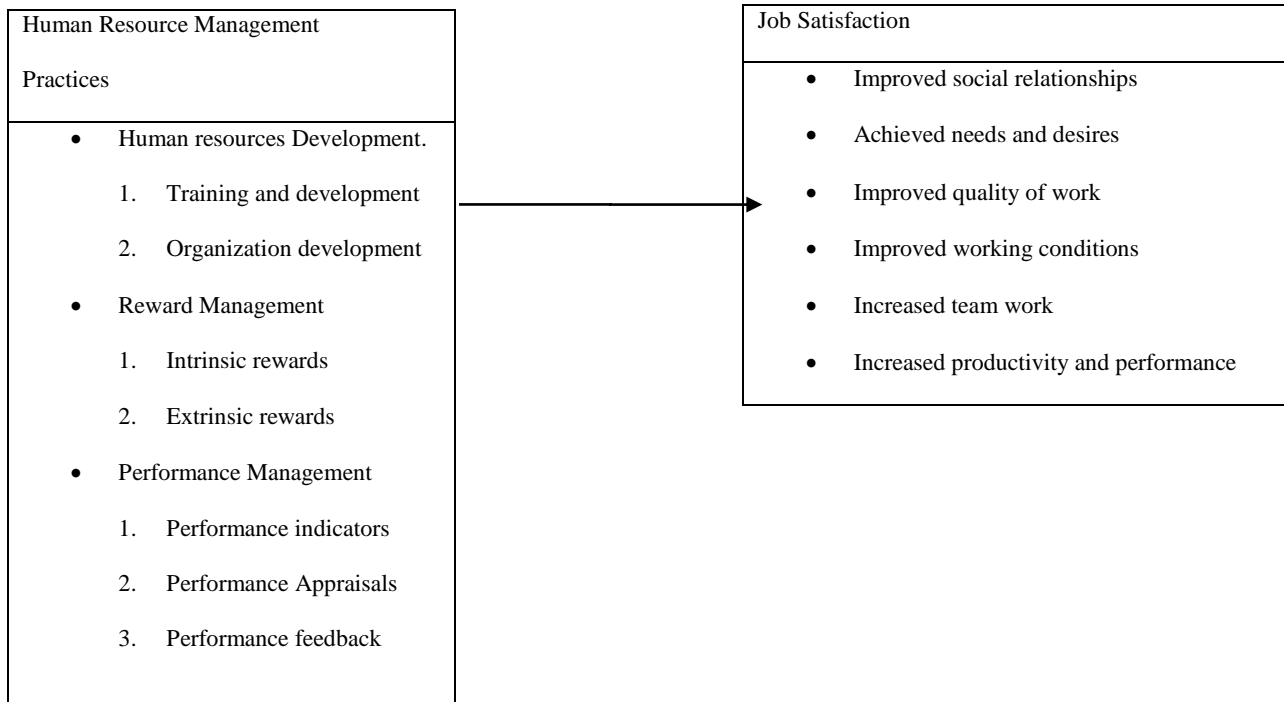 Human Resource Management
Practices
• Human resources Development.
1. Training and development
2. Organization development
• Reward Management
1. Intrinsic rewards
2. Extrinsic rewards
• Performance Management
1. Performance indicators
2. Performance Appraisals
3. Performance feedback
Job Satisfaction
• Improved social relationships
• Achieved needs and desires
• Improved quality of work
• Improved working conditions
• Increased team work
• Increased productivity and performance